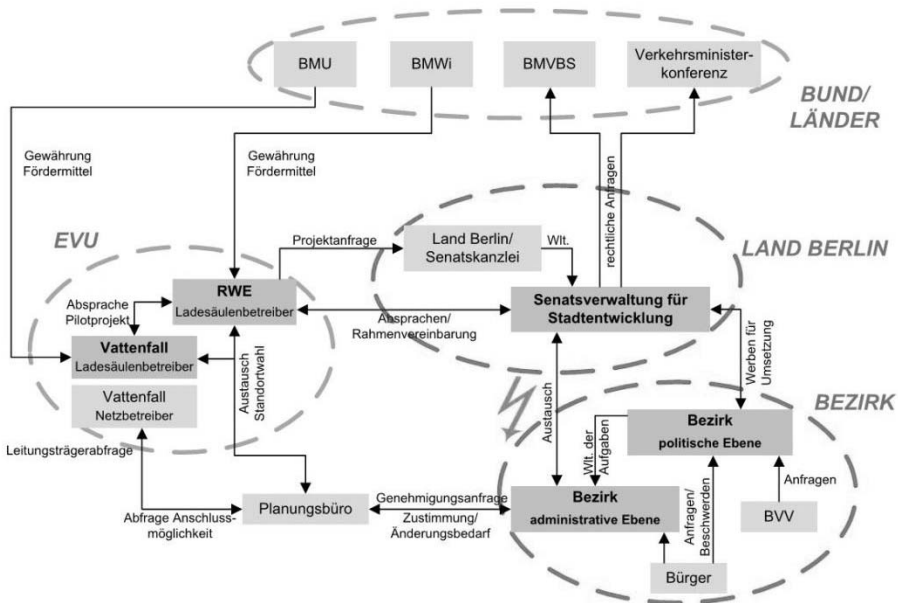 BMU
BMWi
BMVBS
Verkehrsminister-
konferenz
BUND/
LÄNDER
Gewährung
Fördermittel
Gewährung
Fördermittel
rechtliche Anfragen
EVU
Projektanfrage
Land Berlin/
Senatskanzlei
Wlt.
LAND BERLIN
RWE
Ladesäulenbetreiber
Absprache
Pilotprojekt
Ansprachen/
Rahmenvereinbarung
Senatsverwaltung für
Stadtentwicklung
Vattenfall
Ladesäulenbetreiber
Austausch
Standortwahl
Werben für
Umsetzung
Vattenfall
Netzbetreiber
Austausch
BEZIRK
Bezirk
politische Ebene
Leitungsträgerabfrage
Wlt. der
Aufgaben
Anfragen
Planungsbüro
Genehmigungsanfrage
Zustimmung/
Änderungsbedarf
Bezirk
administrative Ebene
Anfragen/
Beschwerden
BVV
Abfrage Anschluss-
möglichkeit
Bürger